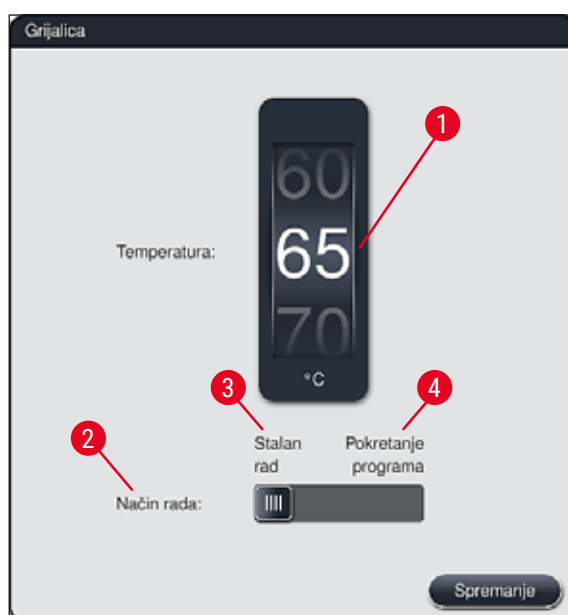 Grijalica
1
60
Temperatura:
65
70
°C
3
4
2
Stalan
rad
Pokretanje
programa
Način rada:
Spremanje